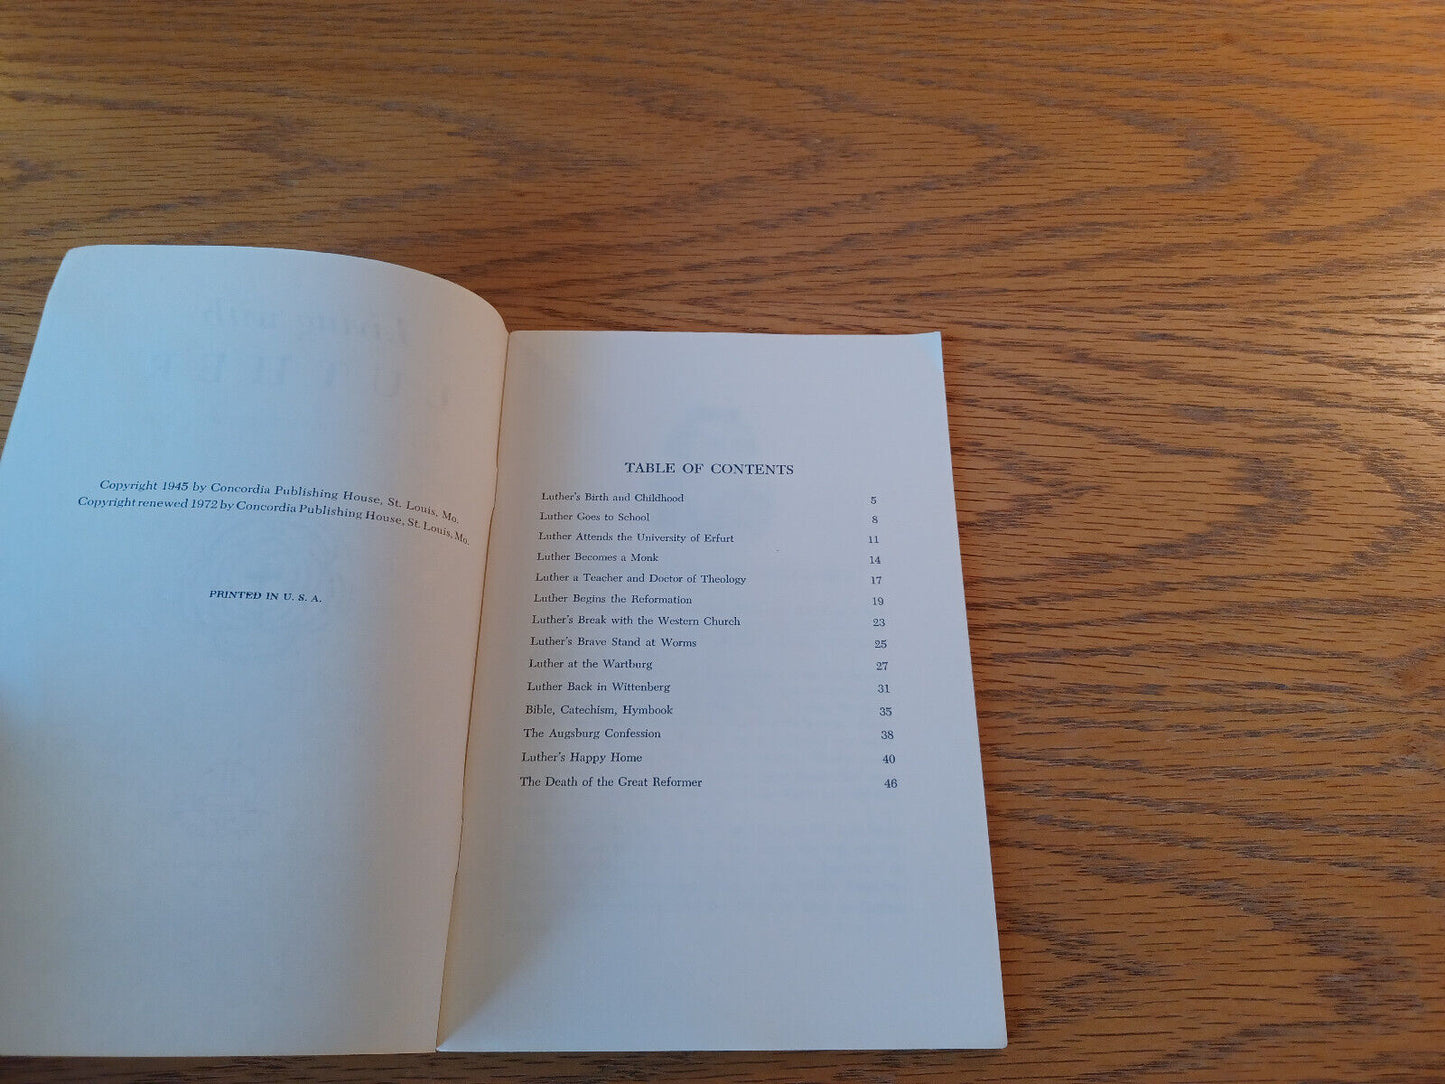 Copyright 1945 by Concordia Publishing House, St. Louis, Mo.
Copyright renewed 1972 by Concordia Publishing House, St. Louis, Mo.
PRINTED IN U. S. A.
TABLE OF CONTENTS
Luther's Birth and Childhood 5
Luther Goes to School 8
Luther Attends the University of Erfurt 11
Luther Becomes a Monk 14
Luther a Teacher and Doctor of Theology 17
Luther Begins the Reformation 19
Luther's Break with the Western Church 23
Luther's Brave Stand at Worms 25
Luther at the Wartburg 27
Luther Back in Wittenberg 31
Bible, Catechism, Hymbook 35
The Augsburg Confession 38
Luther's Happy Home 40
The Death of the Great Reformer 46